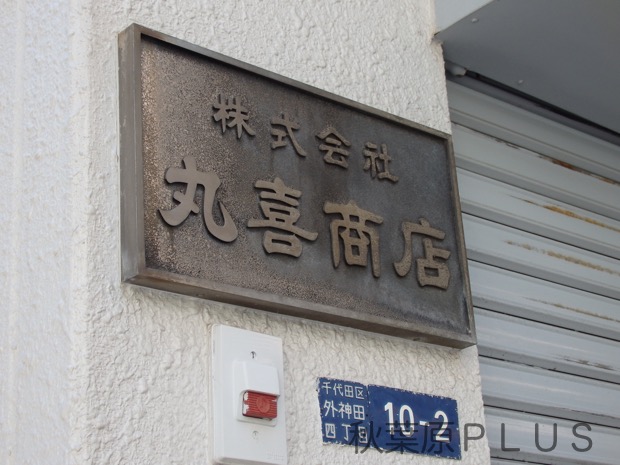 株式会社
丸喜商店
千代田区
外神田
四丁目
10-2
秋葉原PLUS